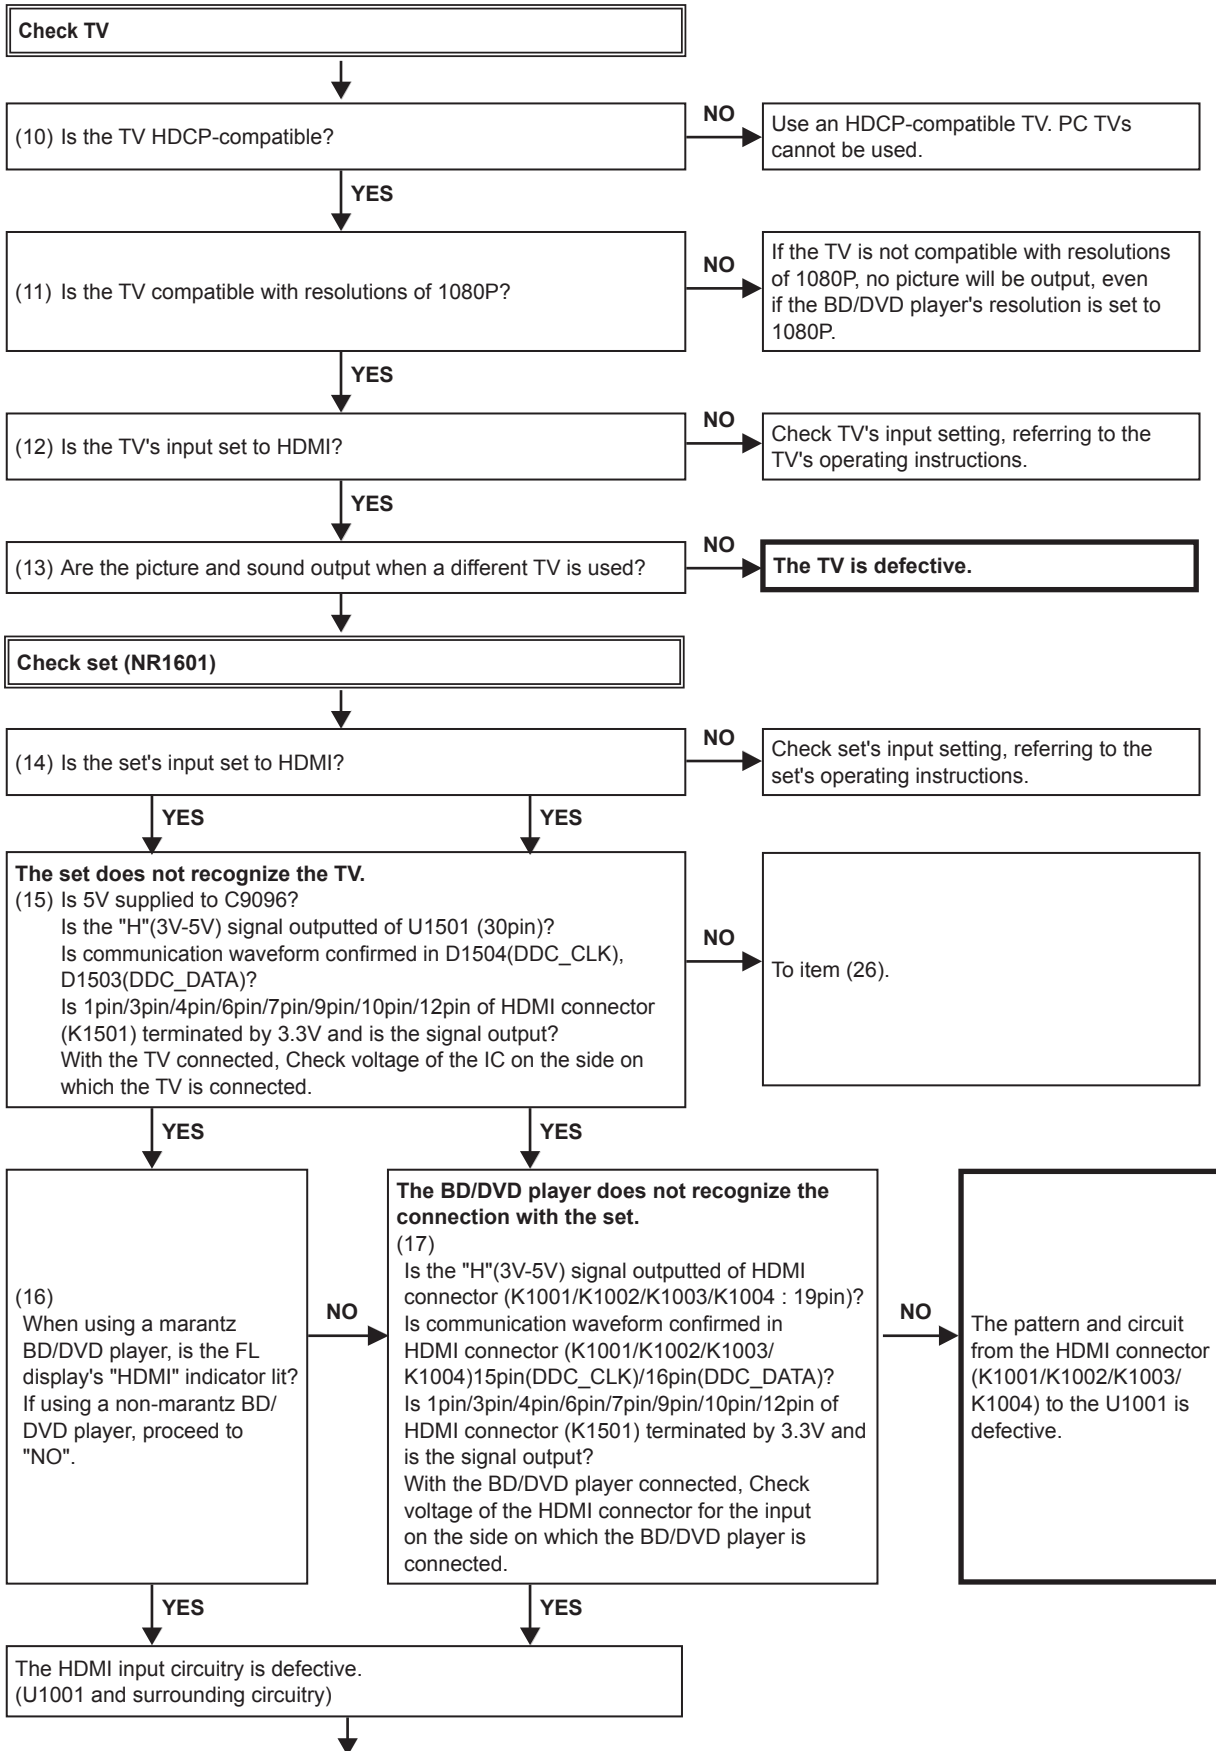 Check TV
(10) Is the TV HDCP-compatible?
NO
Use an HDCP-compatible TV. PC TVs
cannot be used.
YES
(11) Is the TV compatible with resolutions of 1080P?
NO
If the TV is not compatible with resolutions
of 1080P, no picture will be output, even
if the BD/DVD player's resolution is set to
1080P.
YES
(12) Is the TV's input set to HDMI?
NO
Check TV's input setting, referring to the
TV's operating instructions.
YES
(13) Are the picture and sound output when a different TV is used?
NO
The TV is defective.
Check set (NR1601)
(14) Is the set's input set to HDMI?
NO
Check set's input setting, referring to the
set's operating instructions.
YES
YES
The set does not recognize the TV.
(15) Is 5V supplied to C9096?
Is the "H"(3V-5V) signal outputted of U1501 (30pin)?
Is communication waveform confirmed in D1504(DDC_CLK),
D1503(DDC_DATA)?
Is 1pin/3pin/4pin/6pin/7pin/9pin/10pin/12pin of HDMI connector
(K1501) terminated by 3.3V and is the signal output?
With the TV connected, Check voltage of the IC on the side on
which the TV is connected.
NO
To item (26).
YES
YES
(16)
When using a marantz
BD/DVD player, is the FL
display's "HDMI" indicator lit?
If using a non-marantz BD/
DVD player, proceed to
"NO".
NO
The BD/DVD player does not recognize the
connection with the set.
(17)
Is the "H"(3V-5V) signal outputted of HDMI
connector (K1001/K1002/K1003/K1004 : 19pin)?
Is communication waveform confirmed in
HDMI connector (K1001/K1002/K1003/
K1004)15pin(DDC_CLK)/16pin(DDC_DATA)?
Is 1pin/3pin/4pin/6pin/7pin/9pin/10pin/12pin of
HDMI connector (K1501) terminated by 3.3V and
is the signal output?
With the BD/DVD player connected, Check
voltage of the HDMI connector for the input
on the side on which the BD/DVD player is
connected.
NO
The pattern and circuit
from the HDMI connector
(K1001/K1002/K1003/
K1004) to the U1001 is
defective.
YES
YES
The HDMI input circuitry is defective.
(U1001 and surrounding circuitry)